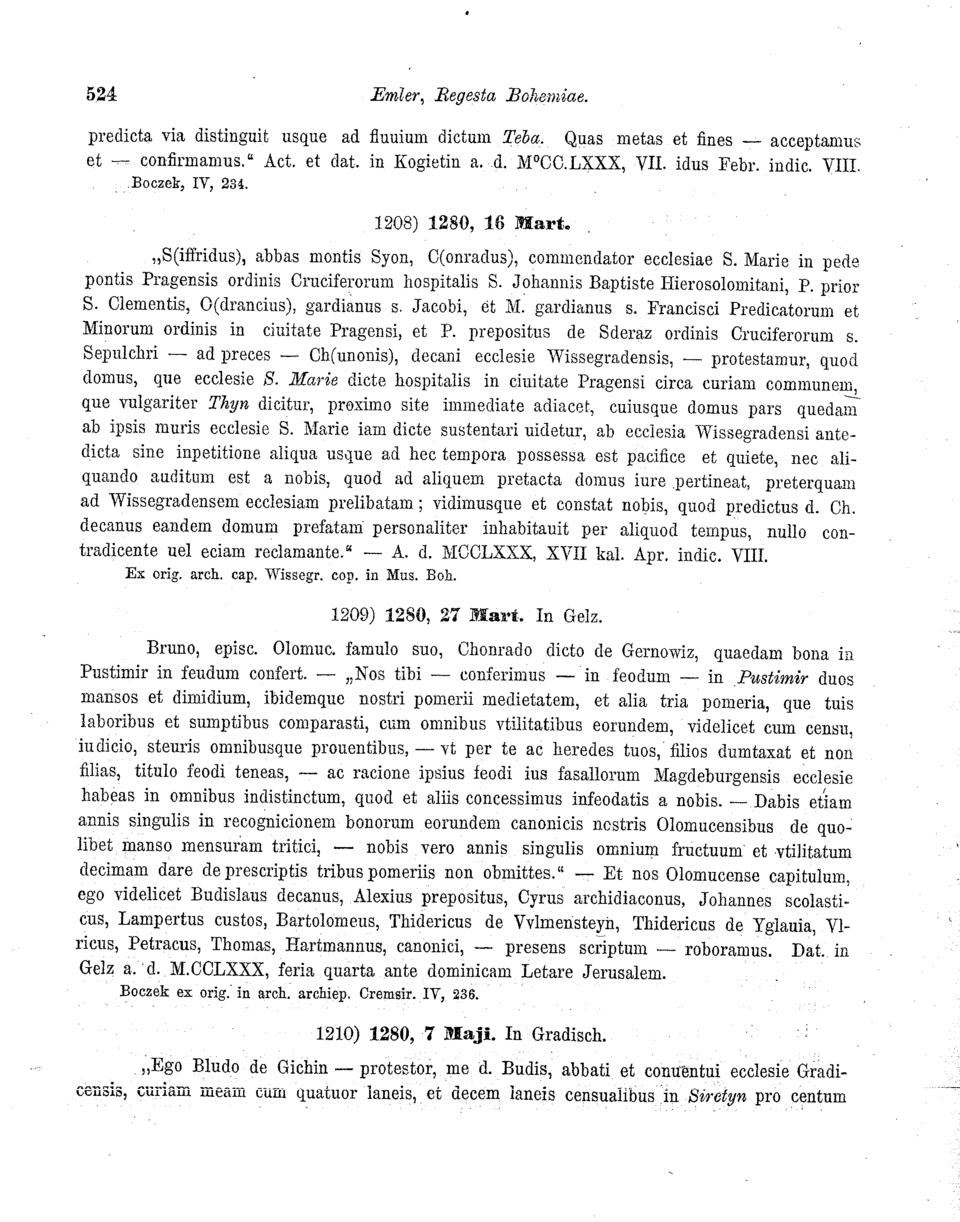 524 Emler, Regesta Bohemiae.
predicta via distinguit usque ad fluuium dictum Teba. Quas metas et fines — acceptamus
et — confirmamus.“ Act. et dat. in Kogietin a. d. M⁰CC.LXXX, VII. idus Febr. indic. VIII.
Boczek, IV, 234.
1208) 1280, 16 Mart.
„S(iffridus), abbas montis Syon, C(onradus), commendator ecclesiae S. Marie in pede
pontis Pragensis ordinis Cruciferorum hospitalis S. Johannis Baptiste Hierosolomitani, P. prior
S. Clementis, O(drancius), gardianus s. Jacobi, et M. gardianus s. Francisci Predicatorum et
Minorum ordinis in ciuitate Pragensi, et P. prepositus de Sderaz ordinis Cruciferorum s.
Sepulchri — ad preces — Ch(unonis), decani ecclesie Wissegradensis, — protestamur, quod
domus, que ecclesie S. Marie dicte hospitalis in ciuitate Pragensi circa curiam communem,
que vulgariter Thyn dicitur, proximo site immediate adiacet, cuiusque domus pars quedam
ab ipsis muris ecclesie S. Marie iam dicte sustentari uidetur, ab ecclesia Wissegradensi ante-
dicta sine inpetitione aliqua usque ad hec tempora possessa est pacifice et quiete, nec ali-
quando auditum est a nobis, quod ad aliquem pretacta domus iure pertineat, preterquam
ad Wissegradensem ecclesiam prelibatam; vidimusque et constat nobis, quod predictus d. Ch.
decanus eandem domum prefatam personaliter inhabitauit per aliquod tempus, nullo con-
tradicente uel eciam reclamante.“ — A. d. MCCLXXX, XVII kal. Apr. indic. VIII.
Ex orig. arch. cap. Wissegr. cop. in Mus. Boh.
1209) 1280, 27 Mart. In Gelz.
Bruno, episc. Olomuc. famulo suo, Chonrado dicto de Gernowiz, quaedam bona in
Pustimir in feudum confert. — „Nos tibi — conferimus — in feodum — in Pustimir duos
mansos et dimidium, ibidemque nostri pomerii medietatem, et alia tria pomeria, que tuis
laboribus et sumptibus comparasti, cum omnibus vtilitatibus eorundem, videlicet cum censu,
iudicio, steuris omnibusque prouentibus, — vt per te ac heredes tuos, filios dumtaxat et non
filias, titulo feodi teneas, — ac racione ipsius feodi ius fasallorum Magdeburgensis ecclesie
habeas in omnibus indistinctum, quod et aliis concessimus infeodatis a nobis. — Dabis etiam
annis singulis in recognicionem bonorum eorundem canonicis nostris Olomucensibus de quo-
libet manso mensuram tritici, — nobis vero annis singulis omnium fructuum et vtilitatum
decimam dare de prescriptis tribus pomeriis non obmittes.“ — Et nos Olomucense capitulum,
ego videlicet Budislaus decanus, Alexius prepositus, Cyrus archidiaconus, Johannes scolasti-
cus, Lampertus custos, Bartolomeus, Thidericus de Vvlmensteyn, Thidericus de Yglauia, Vl-
ricus, Petracus, Thomas, Hartmannus, canonici, — presens scriptum — roboramus. Dat. in
Gelz a. d. M.CCLXXX, feria quarta ante dominicam Letare Jerusalem.
Boczek ex orig. in arch. archiep. Cremsir. IV, 236.
1210) 1280, 7 Maji. In Gradisch.
„Ego Bludo de Gichin — protestor, me d. Budis, abbati et conuentui ecclesie Gradi-
censis, curiam meam cum quatuor laneis, et decem laneis censualibus in Siretyn pro centum